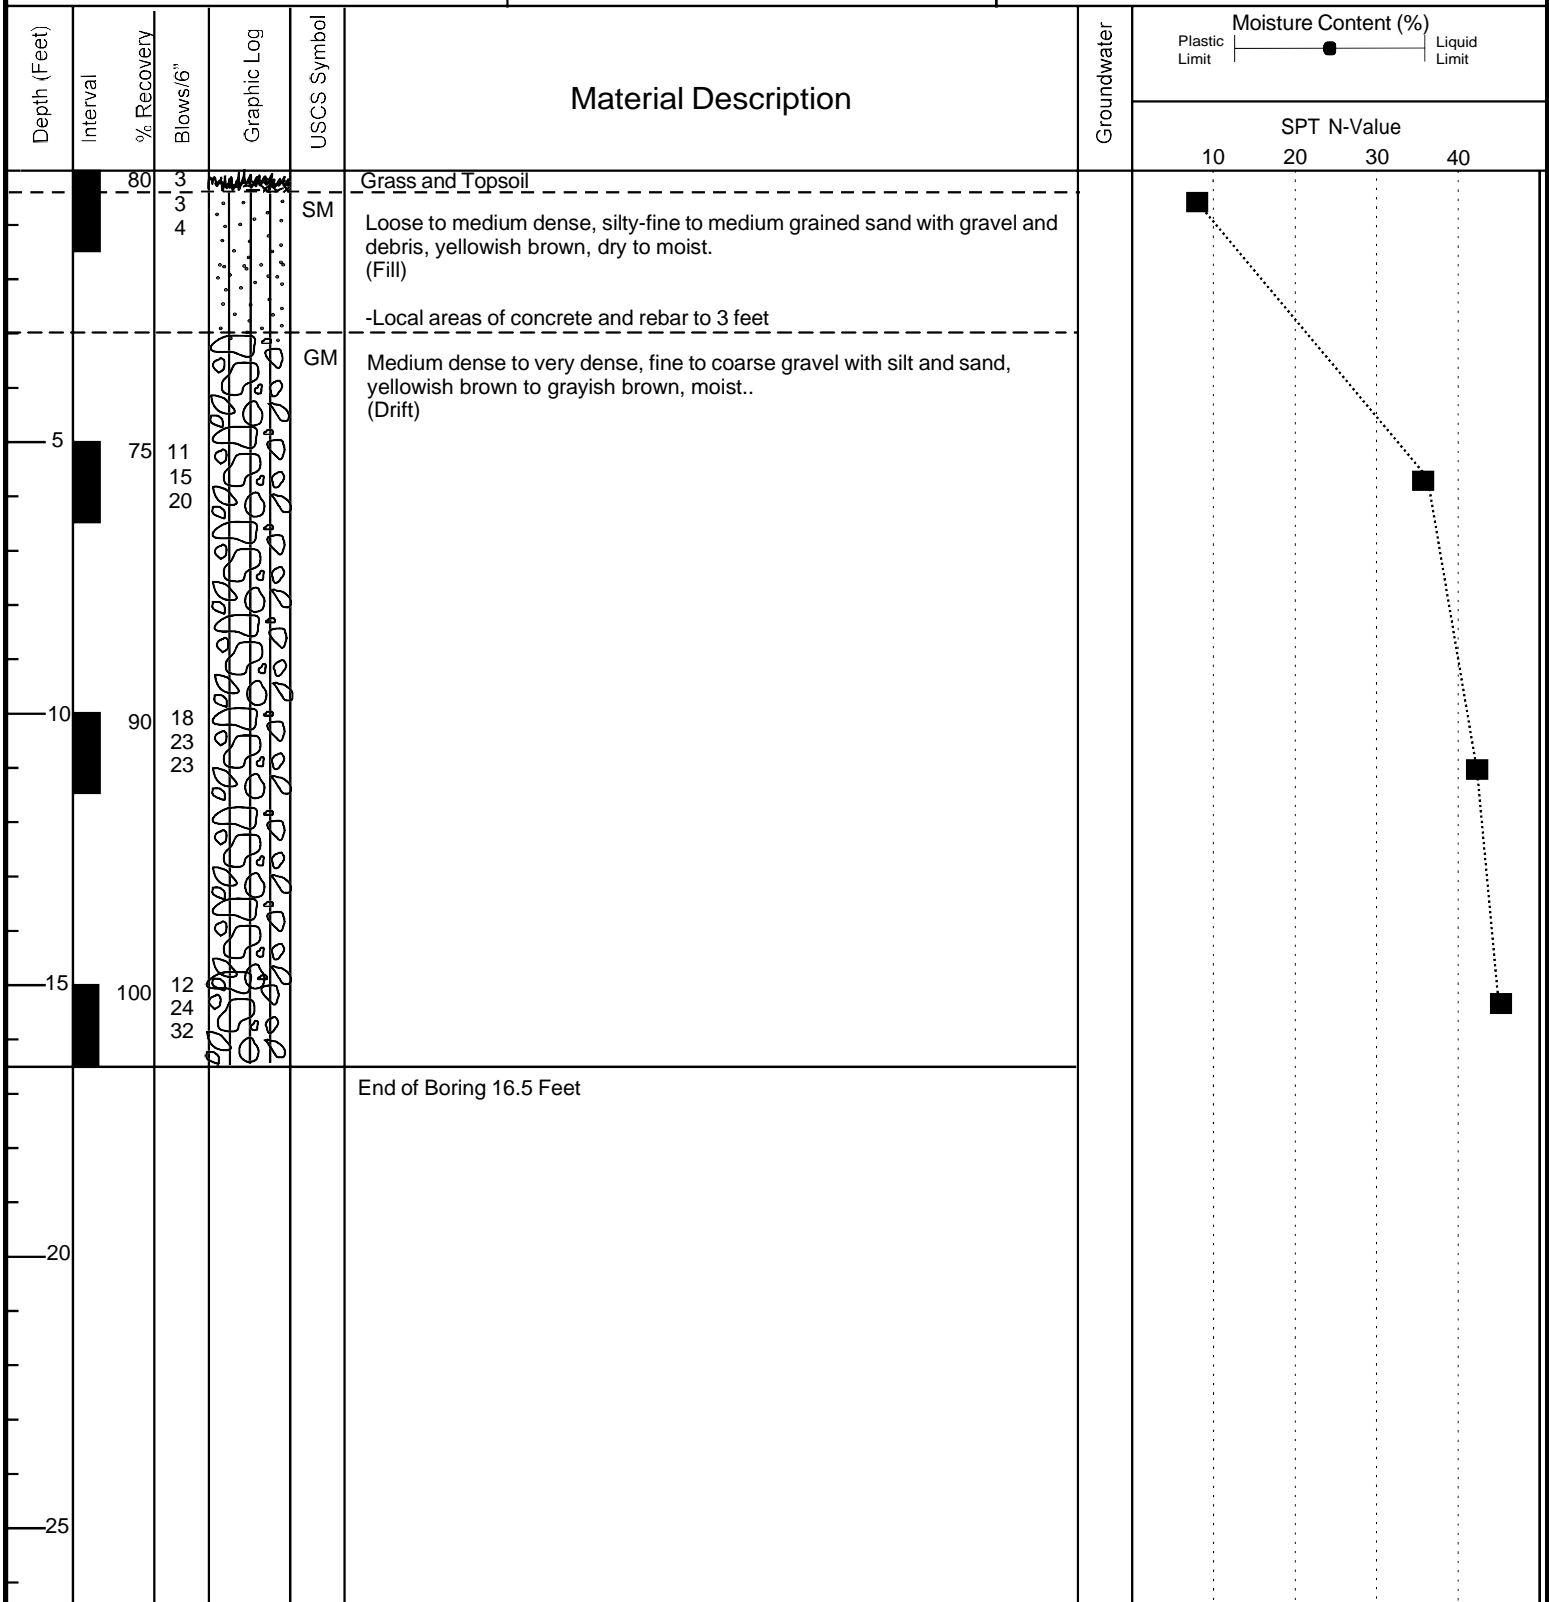 Depth (Feet)
Interval
% Recovery
Blows/6"
Graphic Log
USCS Symbol
Material Description
Groundwater
Moisture Content (%)
Plastic Limit
Liquid Limit
SPT N-Value
10 20 30 40
80 3 Grass and Topsoil
3
4
SM
Loose to medium dense, silty-fine to medium grained sand with gravel and
debris, yellowish brown, dry to moist.
(Fill)
-Local areas of concrete and rebar to 3 feet
GM
Medium dense to very dense, fine to coarse gravel with silt and sand,
yellowish brown to grayish brown, moist..
(Drift)
5 75 11
15
20
10 90 18
23
23
15 100 12
24
32
End of Boring 16.5 Feet
20
25